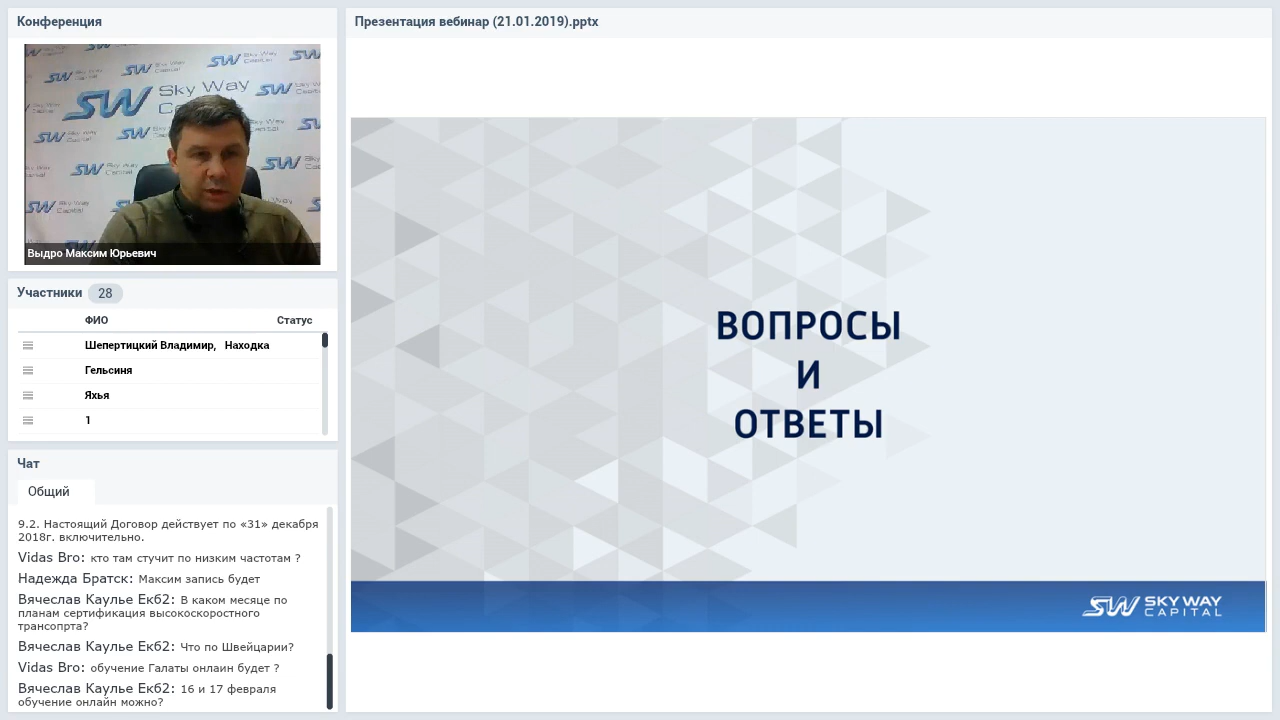 Конференция
Sky Way
Capital
Выдро Максим Юрьевич
Участники 28
ФИО Статус
Шепертицкий Владимир, Находка
Гельсиня
Яхья
1
Чат
Общий
9.2. Настоящий Договор действует по «31» декабря
2018г. включительно.
Vidas Bro: кто там стучит по низким частотам ?
Надежда Братск: Максим запись будет
Вячеслав Каулье Екб2: В каком месяце по
планам сертификация высокоскоростного
трансопрта?
Вячеслав Каулье Екб2: Что по Швейцарии?
Vidas Bro: обучение Галаты онлаин будет ?
Вячеслав Каулье Екб2: 16 и 17 февраля
обучение онлайн можно?
Презентация вебинар (21.01.2019).pptx
ВОПРОСЫ
И
ОТВЕТЫ
SW SKY WAY
CAPITAL